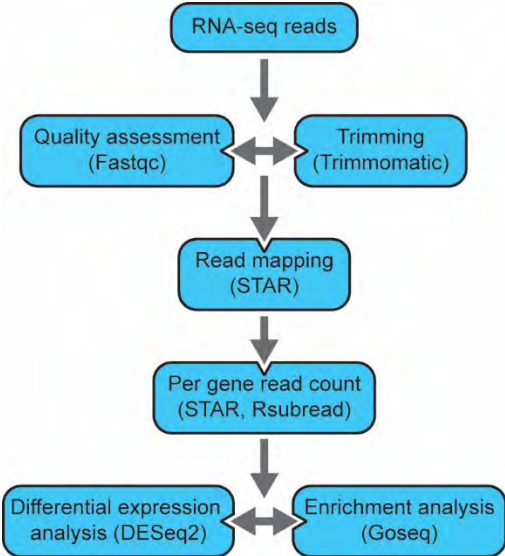 RNA-seq reads
Quality assessment
(Fastqc)
Trimming
(Trimmomatic)
Read mapping
(STAR)
Per gene read count
(STAR, Rsubread)
Differential expression
analysis (DESeq2)
Enrichment analysis
(Goseq)